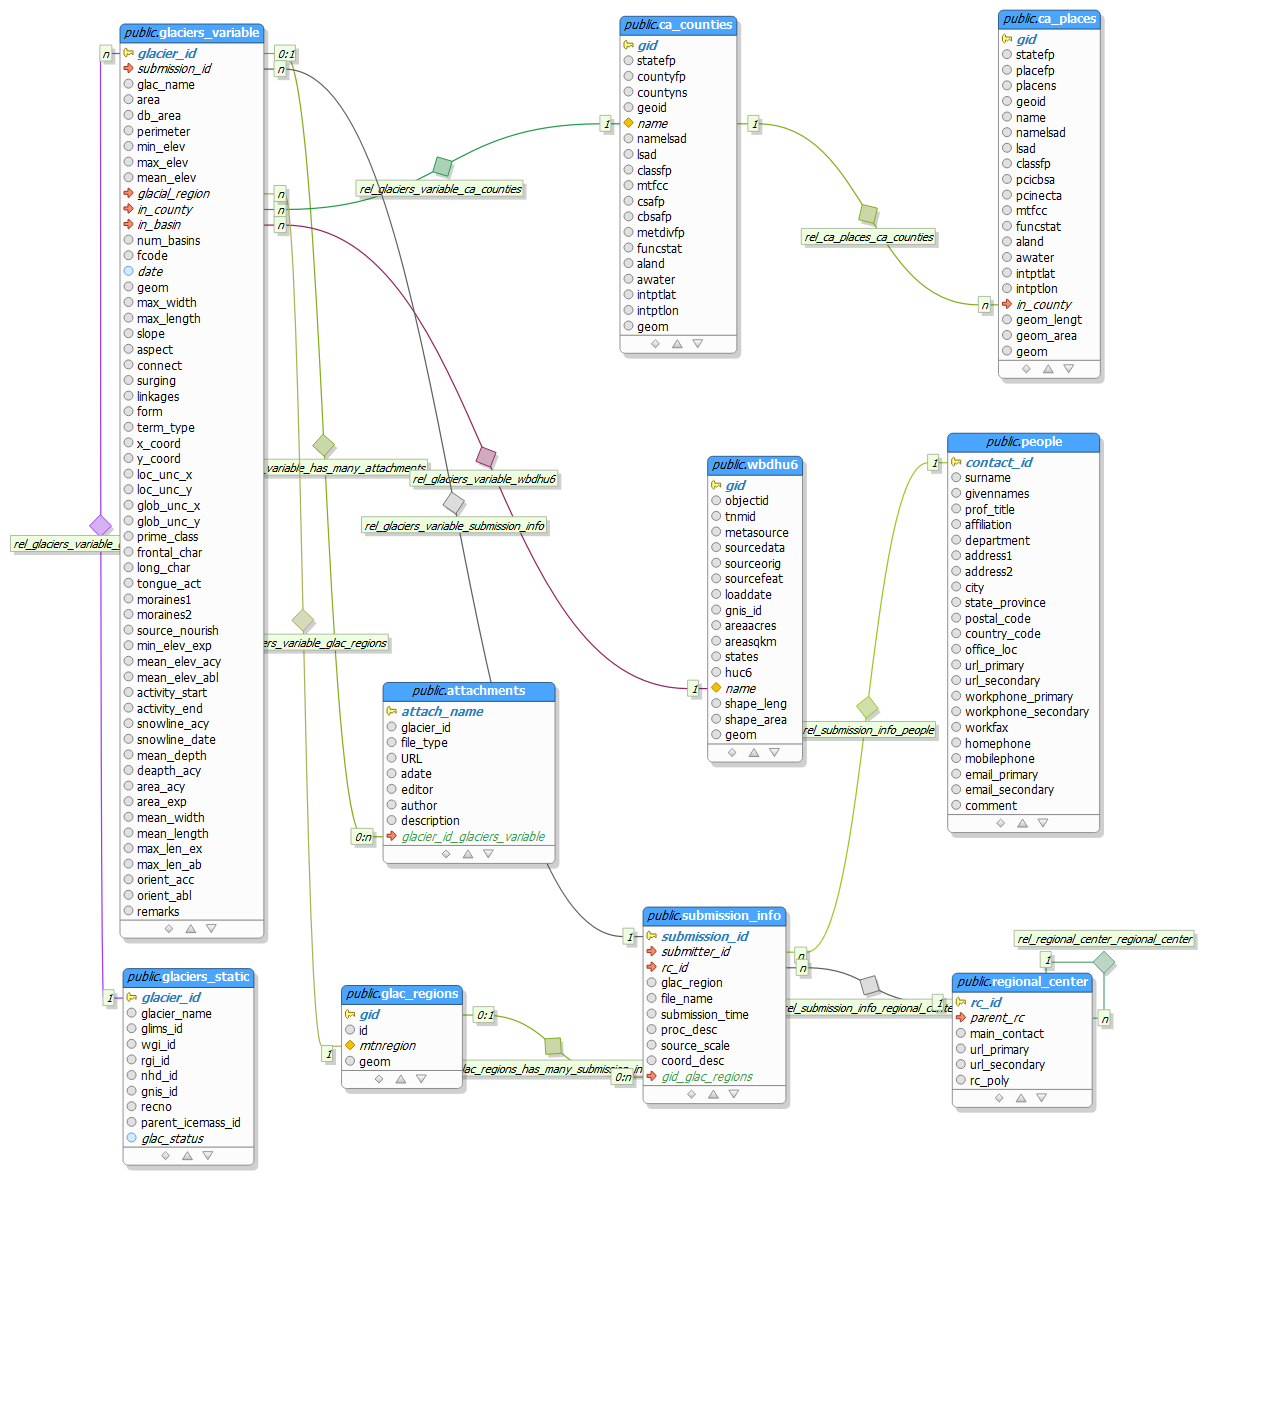 public.glaciers_variable
glacier_id
submission_id
glac_name
area
db_area
perimeter
min_elev
max_elev
mean_elev
glacial_region
in_county
in_basin
num_basins
fcode
date
geom
max_width
max_length
slope
aspect
connect
surging
linkages
form
term_type
x_coord
y_coord
loc_unc_x
loc_unc_y
glob_unc_x
glob_unc_y
prime_class
frontal_char
long_char
tongue_act
moraines1
moraines2
source_nourish
min_elev_exp
mean_elev_acy
mean_elev_abl
activity_start
activity_end
snowline_acy
snowline_date
mean_depth
deapth_acy
area_acy
area_exp
mean_width
mean_length
max_len_ex
max_len_ab
orient_acc
orient_abl
remarks
n
0:1
n
n
n
n
public.ca_counties
gid
statefp
countyfp
countyns
geoid
name
namelsad
lsad
classfp
mtfcc
csafp
cbsafp
metdivfp
funcstat
aland
awater
intptlat
intptlon
geom
1
1
rel_glaciers_variable_ca_counties
rel_ca_places_ca_counties
public.ca_places
gid
statefp
placefp
placens
geoid
name
namelsad
lsad
classfp
pcicbsa
pcinecta
mtfcc
funcstat
aland
awater
intptlat
intptlon
in_county
geom_lengt
geom_area
geom
n
_variable_has_many_attachments
rel_glaciers_variable_wbdhu6
rel_glaciers_variable_submission_info
rel_glaciers_variable_
ers_variable_glac_regions
public.wbdhu6
gid
objectid
tnmid
metasource
sourcedata
sourceorig
sourcefeat
loaddate
gnis_id
areaacres
areasqkm
states
huc6
name
shape_leng
shape_area
geom
1
public.people
contact_id
surname
givennames
prof_title
affiliation
department
address1
address2
city
state_province
postal_code
country_code
office_loc
url_primary
url_secondary
workphone_primary
workphone_secondary
workfax
homephone
mobilephone
email_primary
email_secondary
comment
1
rel_submission_info_people
public.attachments
attach_name
glacier_id
file_type
URL
adate
editor
author
description
glacier_id_glaciers_variable
0:n
public.submission_info
submission_id
submitter_id
rc_id
glac_region
file_name
submission_time
proc_desc
source_scale
coord_desc
gid_glac_regions
1
n
n
0:n
rel_regional_center_regional_center
1
public.regional_center
rc_id
parent_rc
main_contact
url_primary
url_secondary
rc_poly
1
n
el_submission_info_regional_cente
public.glaciers_static
glacier_id
glacier_name
glims_id
wgi_id
rgi_id
nhd_id
gnis_id
recno
parent_icemass_id
glac_status
1
public.glac_regions
gid
id
mtnregion
geom
0:1
1
lac_regions_has_many_submission_in